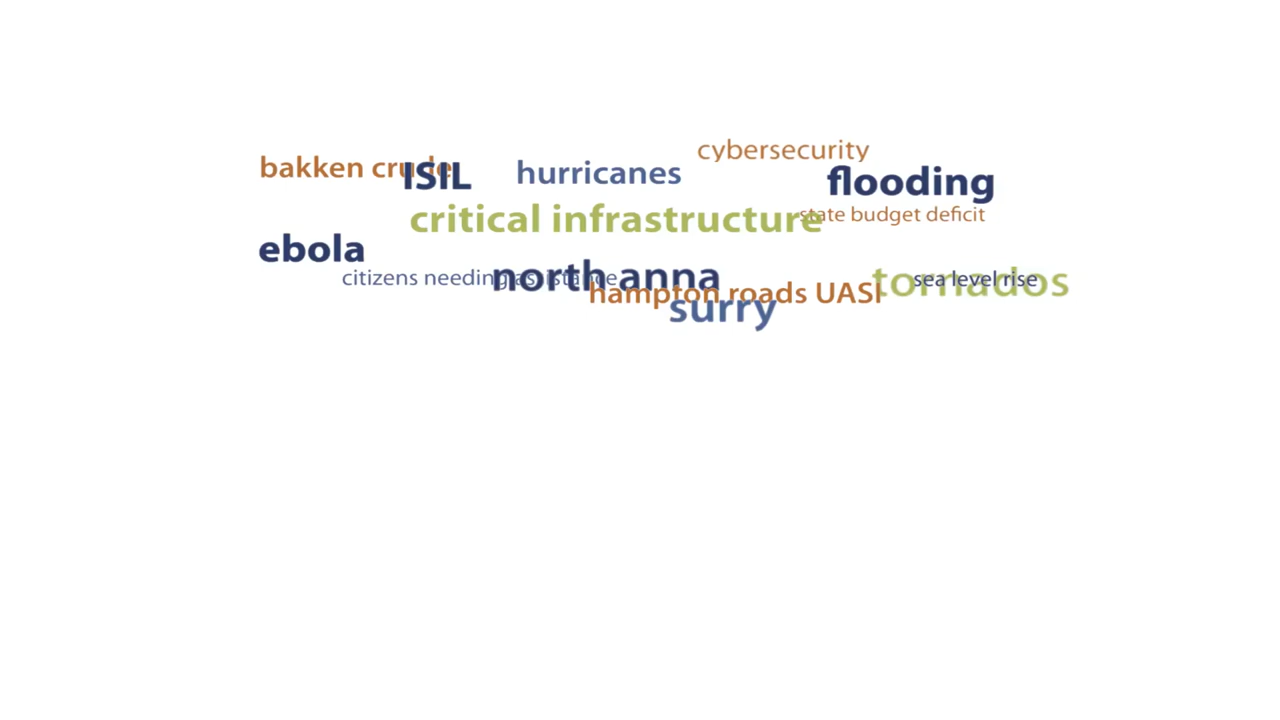 cybersecurity
bakken crude
ISIL
hurricanes
flooding
critical infrastructure
state budget deficit
ebola
citizens needing assistance
north anna
tornados
sea level rise
hampton roads UASI
surry